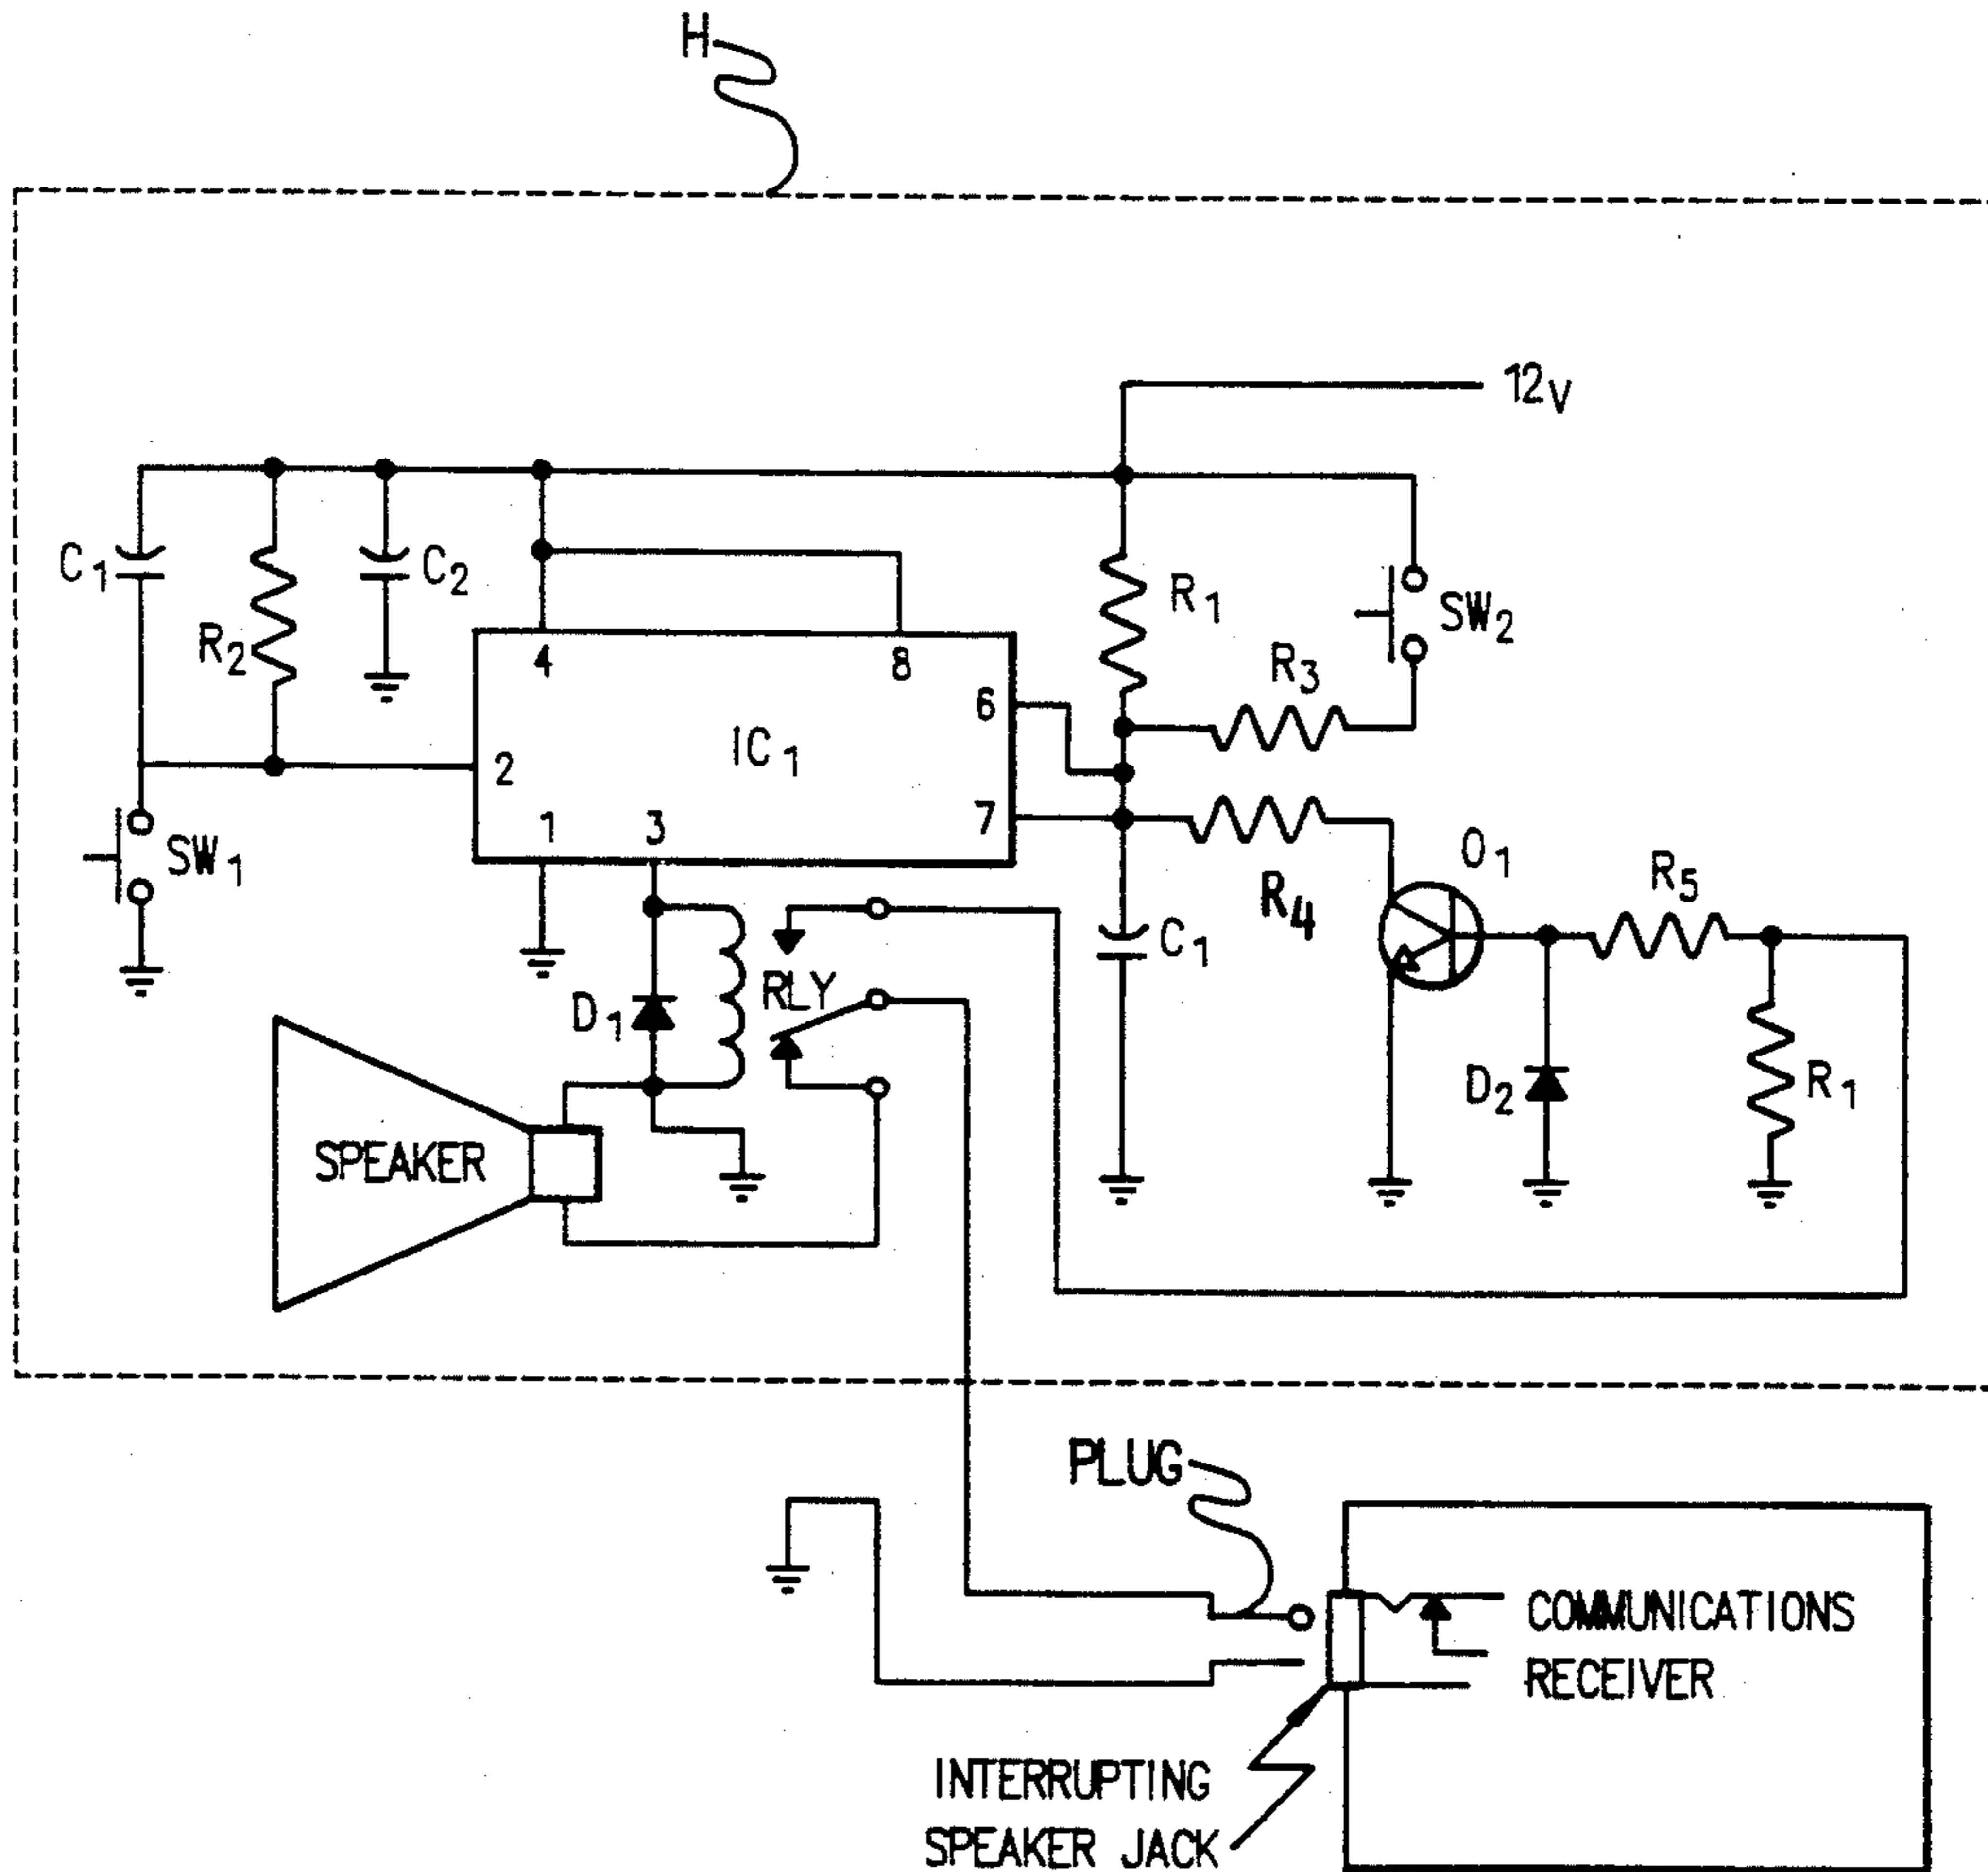 H
12V
C1
R2
C2
R1
SW2
R3
4
8
6
IC1
2
7
1
3
SW1
R4
O1
R5
C1
RLY
D1
D2
R1
SPEAKER
PLUG
COMMUNICATIONS
RECEIVER
INTERRUPTING
SPEAKER JACK